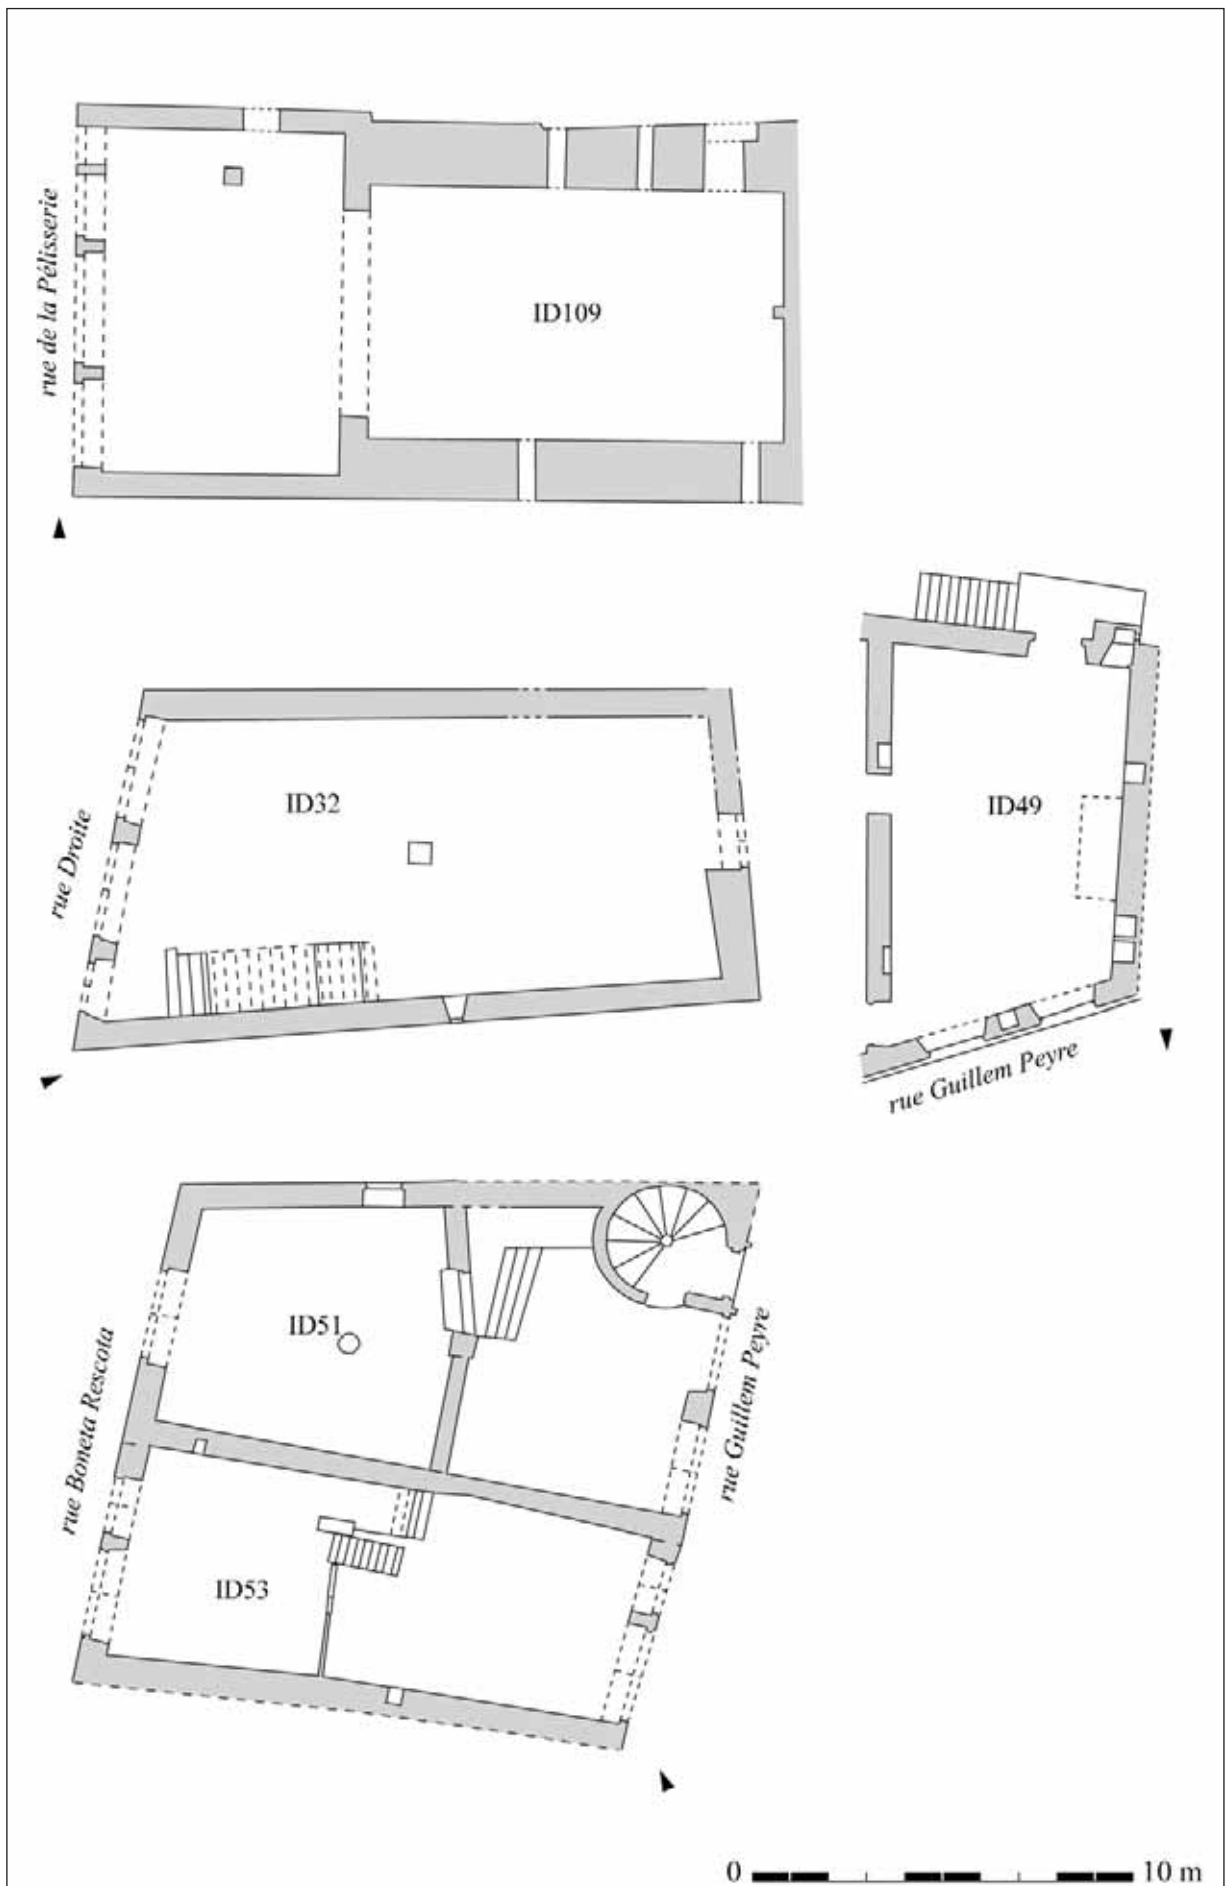 rue de la Pélisserie
ID109
ID32
rue Droite
ID49
rue Guillem Peyre
ID51
rue Boneta Rescota
rue Guillem Peyre
ID53
0 10 m